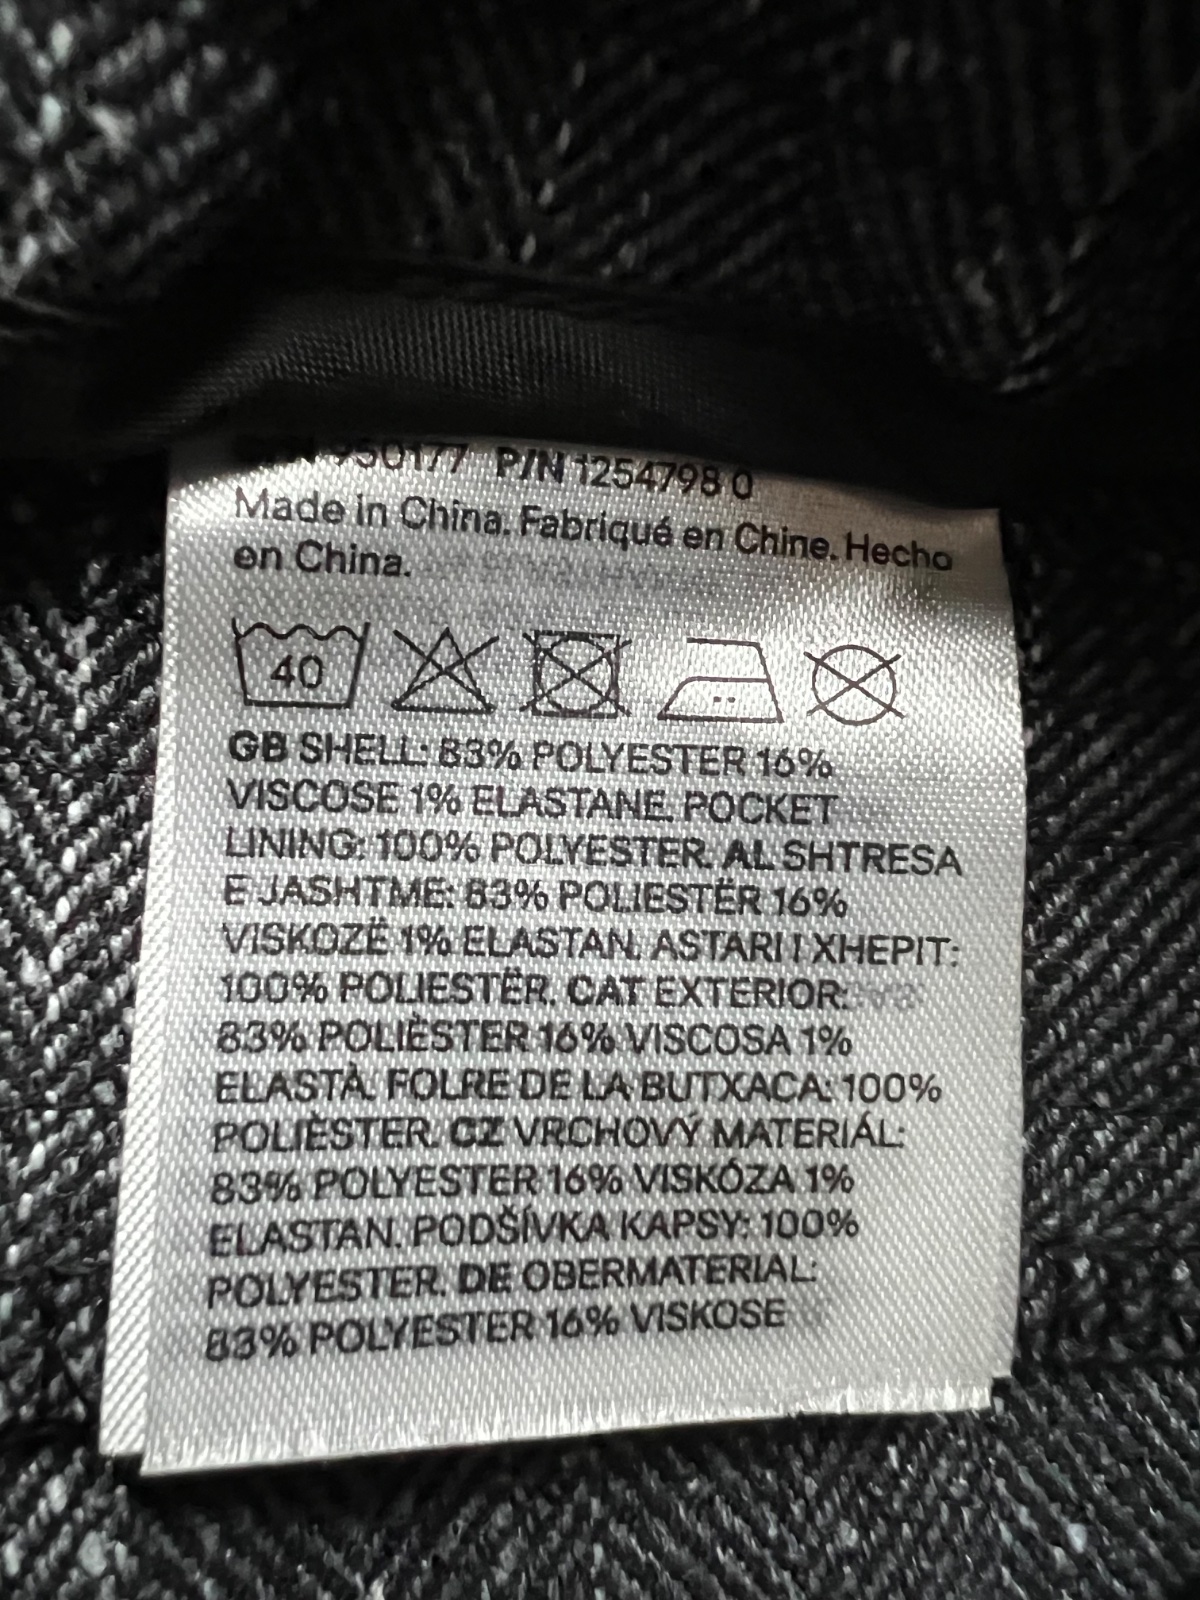 950177 P/N 1254798 0
Made in China. Fabriqué en Chine. Hecho
en China.
40
GB SHELL: 83% POLYESTER 16%
VISCOSE 1% ELASTANE. POCKET
LINING: 100% POLYESTER. AL SHTRESA
E JASHTME: 83% POLIESTËR 16%
VISKOZË 1% ELASTAN. ASTARI I XHEPIT:
100% POLIESTËR. CAT EXTERIOR:
83% POLIÈSTER 16% VISCOSA 1%
ELASTÀ. FOLRE DE LA BUTXACA: 100%
POLIÈSTER. CZ VRCHOVÝ MATERIÁL:
83% POLYESTER 16% VISKÓZA 1%
ELASTAN. PODŠÍVKA KAPSY: 100%
POLYESTER. DE OBERMATERIAL:
83% POLYESTER 16% VISKOSE